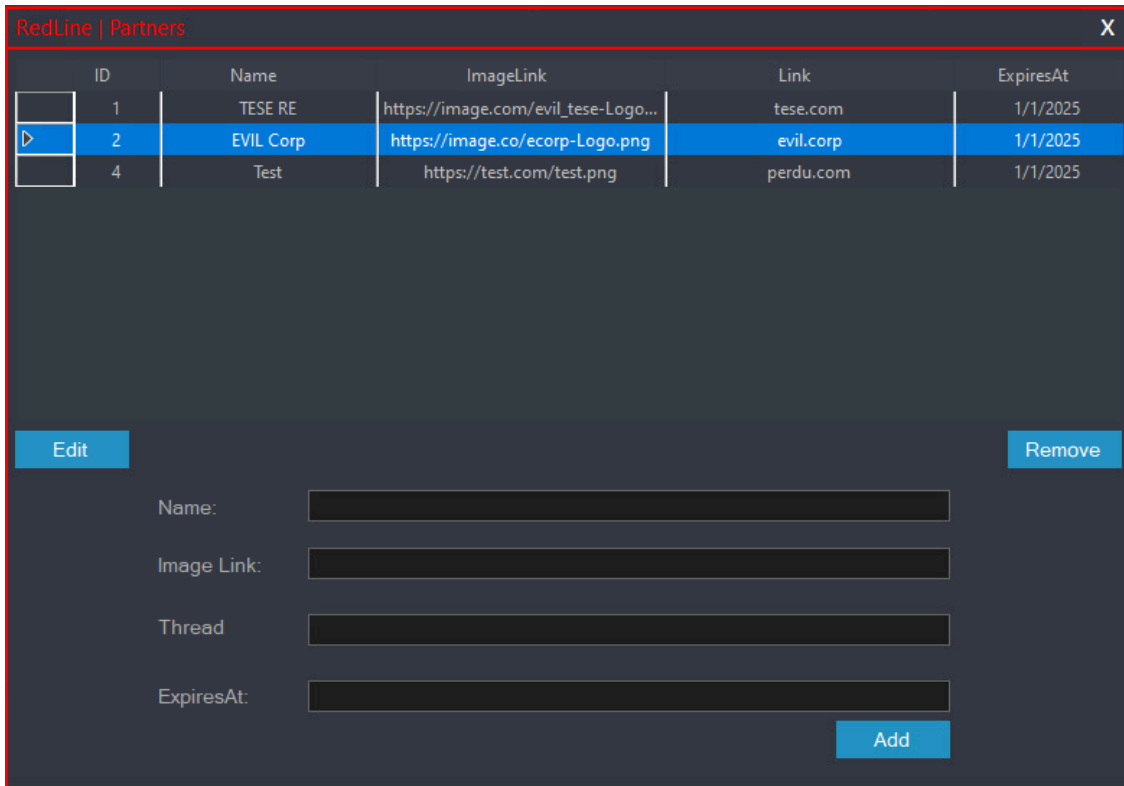 RedLine | Partners X
ID Name ImageLink Link ExpiresAt
1 TESE RE https://image.com/evil_tese-Logo... tese.com 1/1/2025
2 EVIL Corp https://image.co/ecorp-Logo.png evil.corp 1/1/2025
4 Test https://test.com/test.png perdu.com 1/1/2025
Edit Remove
Name:
Image Link:
Thread
ExpiresAt:
Add